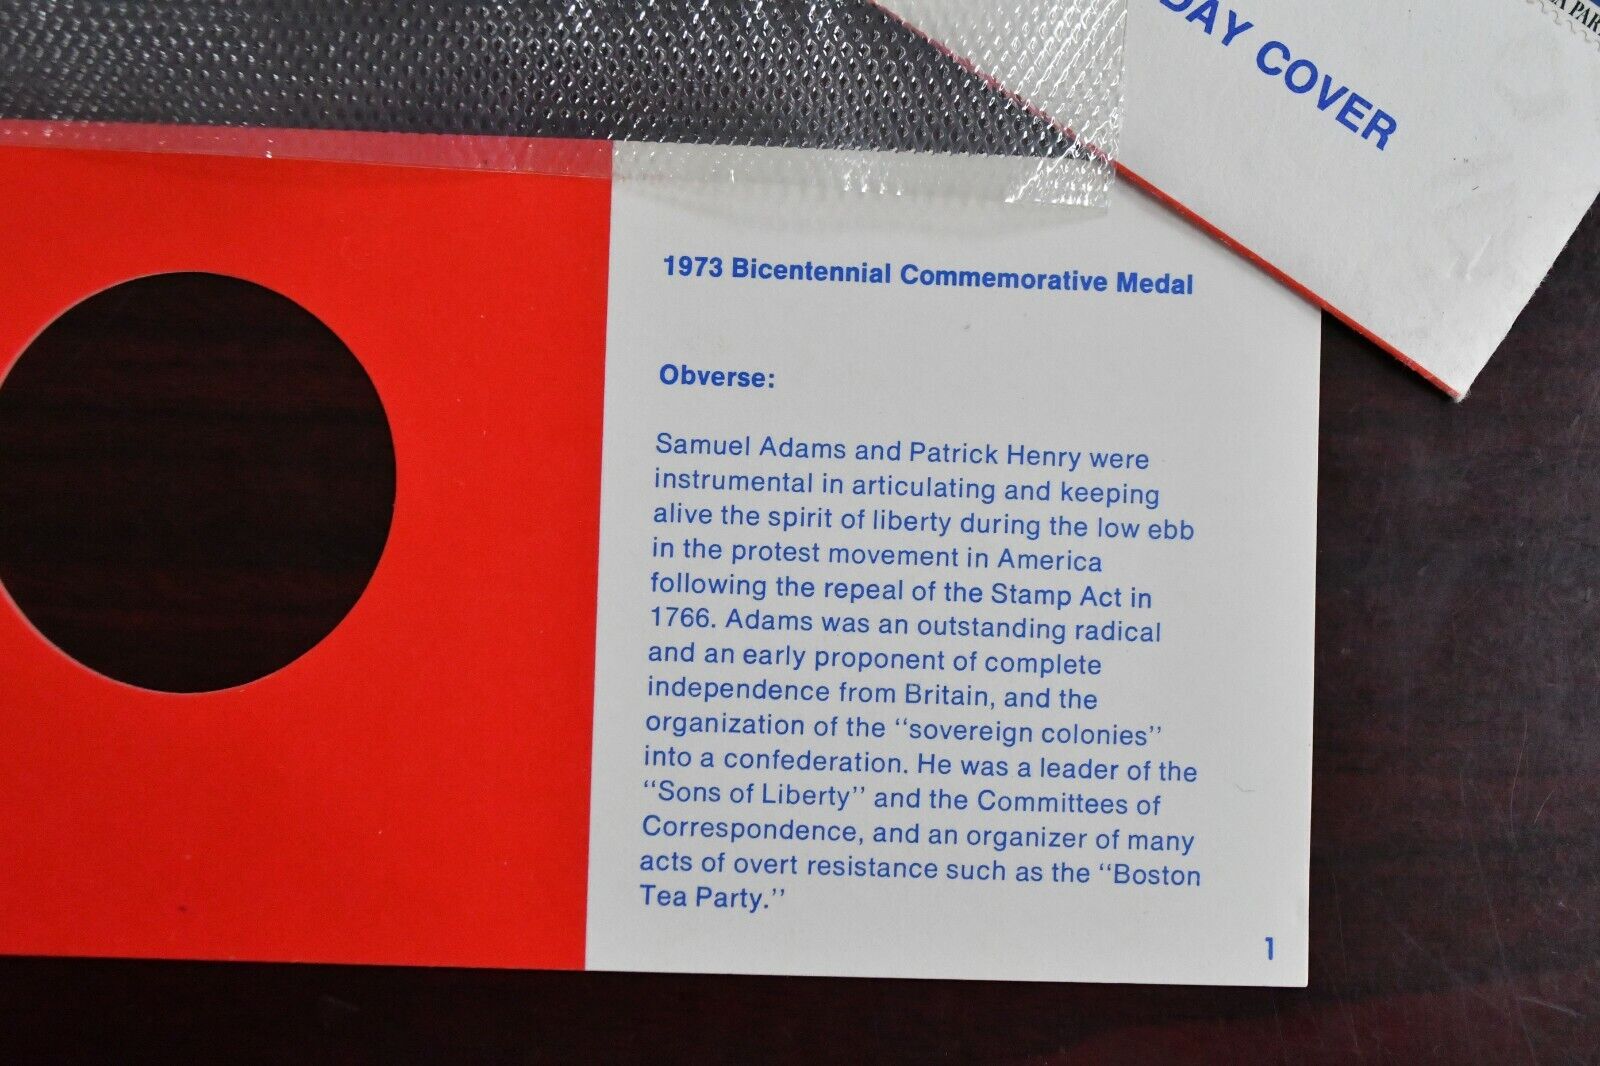 DAY COVER
PAR
1973 Bicentennial Commemorative Medal
Obverse:
Samuel Adams and Patrick Henry were
instrumental in articulating and keeping
alive the spirit of liberty during the low ebb
in the protest movement in America
following the repeal of the Stamp Act in
1766. Adams was an outstanding radical
and an early proponent of complete
independence from Britain, and the
organization of the "sovereign colonies"
into a confederation. He was a leader of the
"Sons of Liberty" and the Committees of
Correspondence, and an organizer of many
acts of overt resistance such as the "Boston
Tea Party."
1